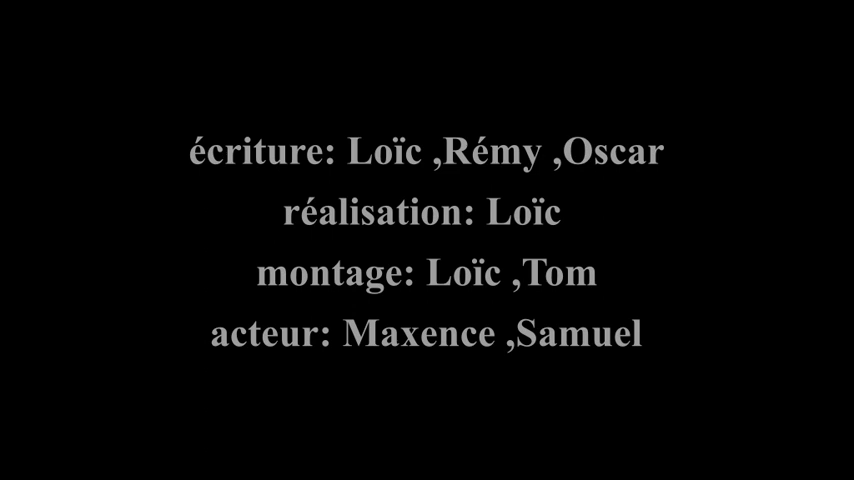 écriture: Loïc ,Rémy ,Oscar
réalisation: Loïc
montage: Loïc ,Tom
acteur: Maxence ,Samuel